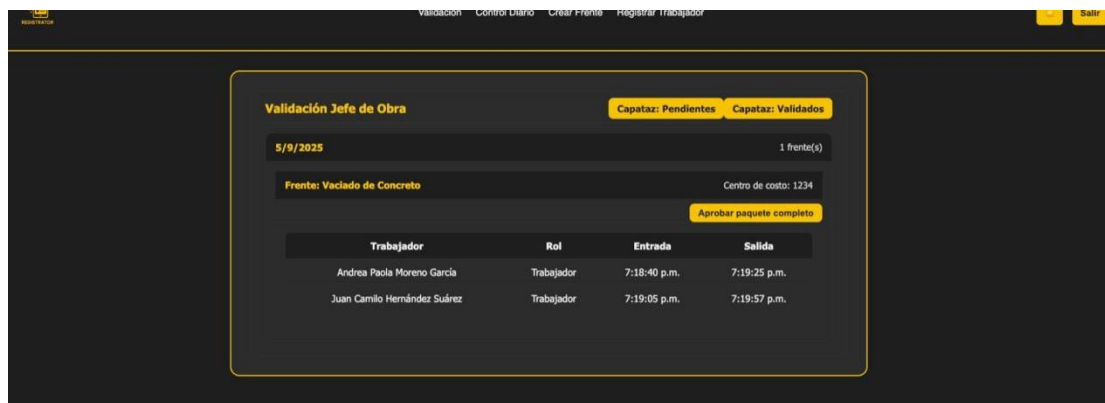 REGISTRATOR
Validación Control Diario Crear Frente Registrar Trabajador
Salir
Validación Jefe de Obra
Capataz: Pendientes Capataz: Validados
5/9/2025 1 frente(s)
Frente: Vaciado de Concreto Centro de costo: 1234
Aprobar paquete completo
Trabajador Rol Entrada Salida
Andrea Paola Moreno García Trabajador 7:18:40 p.m. 7:19:25 p.m.
Juan Camilo Hernández Suárez Trabajador 7:19:05 p.m. 7:19:57 p.m.